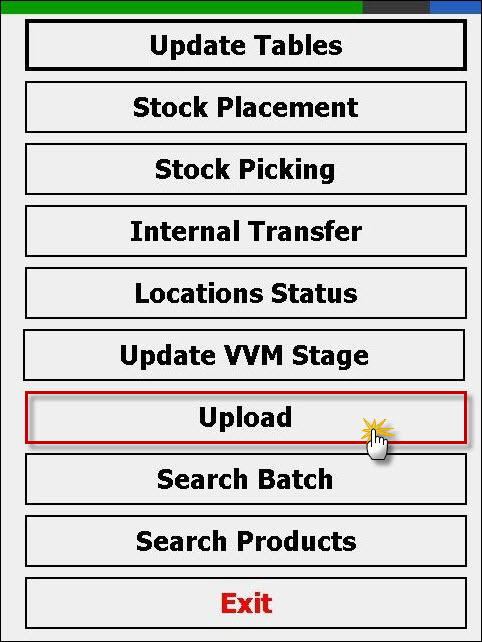 Update Tables
Stock Placement
Stock Picking
Internal Transfer
Locations Status
Update VVM Stage
Upload
Search Batch
Search Products
Exit